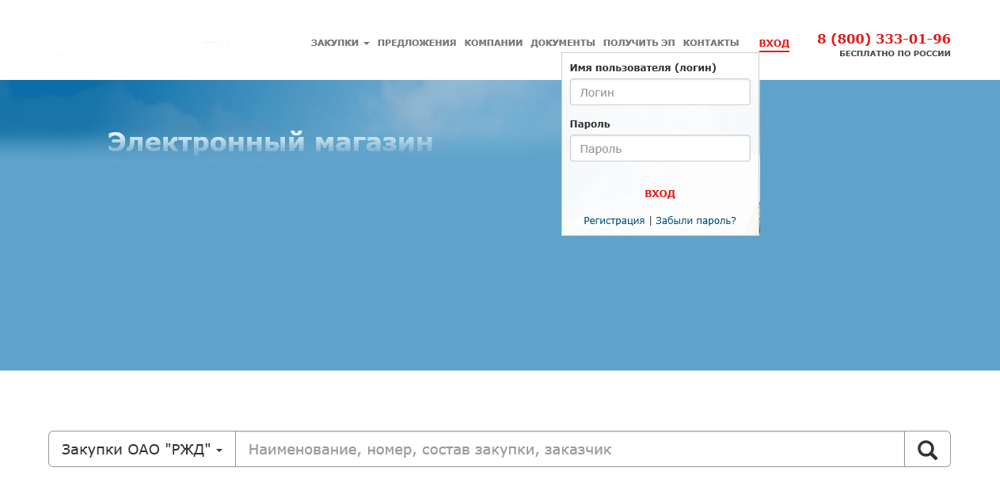 ЗАКУПКИ ПРЕДЛОЖЕНИЯ КОМПАНИИ ДОКУМЕНТЫ ПОЛУЧИТЬ ЭП КОНТАКТЫ ВХОД
8 (800) 333-01-96
БЕСПЛАТНО ПО РОССИИ
Имя пользователя (логин)
Логин
Пароль
Пароль
ВХОД
Регистрация | Забыли пароль?
Электронный магазин
Закупки ОАО "РЖД"
Наименование, номер, состав закупки, заказчик